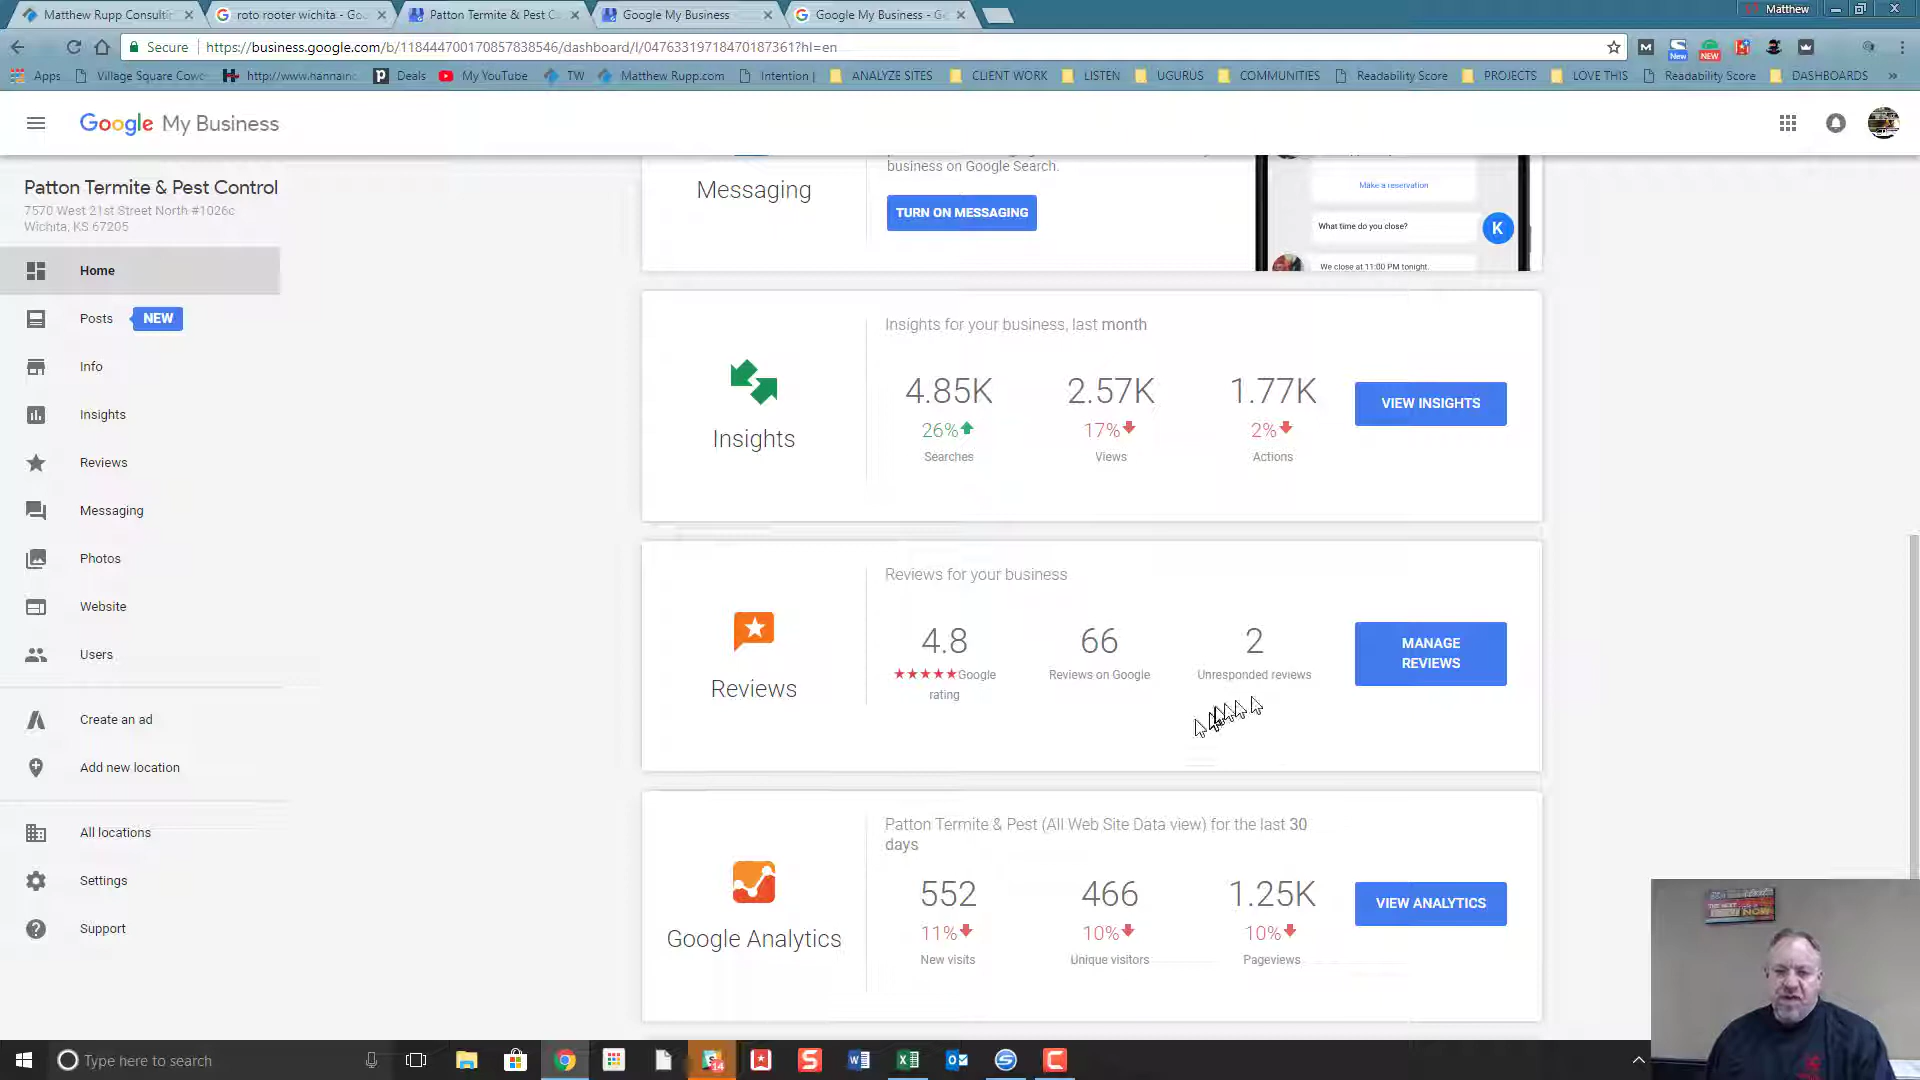 Matthew Rupp Consulti
roto rooter wichita - Go
Patton Termite & Pest C
Google My Business
Google My Business - G
Matthew
Secure
https://business.google.com/b/118444700170857838546/dashboard/l/04763319718470187361?hl=en
Apps
Village Square Cowo
http://www.hannainc
Deals
My YouTube
TW
Matthew Rupp.com
Intention |
ANALYZE SITES
CLIENT WORK
LISTEN
UGURUS
COMMUNITIES
Readability Score
PROJECTS
LOVE THIS
Readability Score
DASHBOARDS
»
New
NEW
Google My Business
Patton Termite & Pest Control
7570 West 21st Street North #1026c
Wichita, KS 67205
Home
Posts NEW
Info
Insights
Reviews
Messaging
Photos
Website
Users
Create an ad
Add new location
All locations
Settings
Support
business on Google Search.
Messaging
TURN ON MESSAGING
Make a reservation
What time do you close?
K
We close at 11:00 PM tonight.
Insights for your business, last month
Insights
4.85K 2.57K 1.77K
26% 17% 2%
Searches Views Actions
VIEW INSIGHTS
Reviews for your business
Reviews
4.8 66 2
★★★★★Google rating
Reviews on Google
Unresponded reviews
MANAGE
REVIEWS
Patton Termite & Pest (All Web Site Data view) for the last 30
days
Google Analytics
552 466 1.25K
11% 10% 10%
New visits Unique visitors Pageviews
VIEW ANALYTICS
Type here to search
14